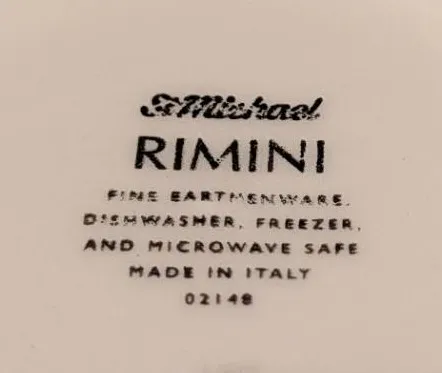 St Michael
RIMINI
FINE EARTHENWARE.
DISHWASHER, FREEZER,
AND MICROWAVE SAFE
MADE IN ITALY
02148